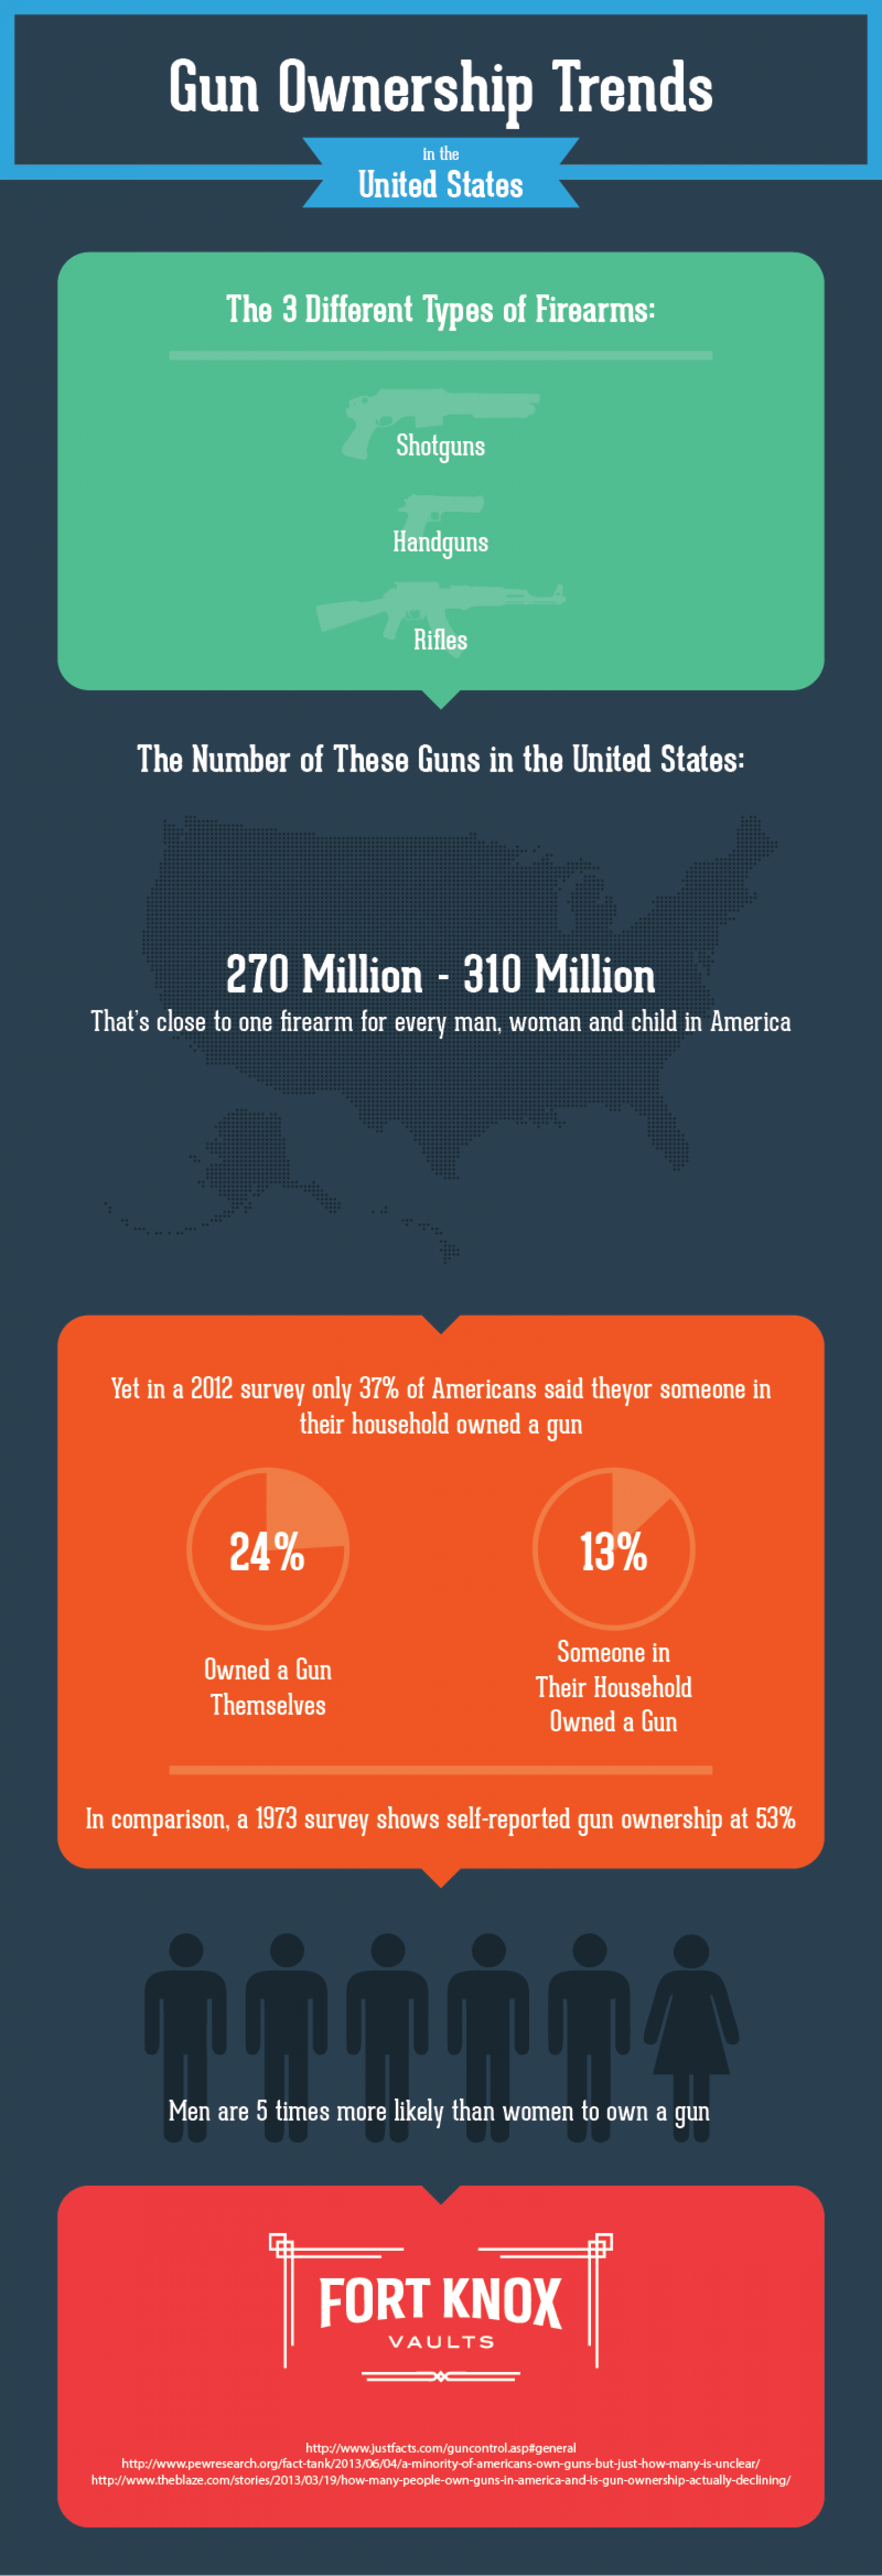 Gun Ownership Trends
in the
United States
The 3 Different Types of Firearms:
Shotguns
Handguns
Rifles
The Number of These Guns in the United States:
270 Million - 310 Million
That's close to one firearm for every man, woman and child in America
Yet in a 2012 survey only 37% of Americans said theyor someone in
their household owned a gun
24%
Owned a Gun
Themselves
13%
Someone in
Their Household
Owned a Gun
In comparison, a 1973 survey shows self-reported gun ownership at 53%
Men are 5 times more likely than women to own a gun
FORT KNOX
VAULTS
http://www.justfacts.com/guncontrol.asp#general
http://www.pewresearch.org/fact-tank/2013/06/04/a-minority-of-americans-own-guns-but-just-how-many-is-unclear/
http://www.theblaze.com/stories/2013/03/19/how-many-people-own-guns-in-america-and-is-gun-ownership-actually-declining/